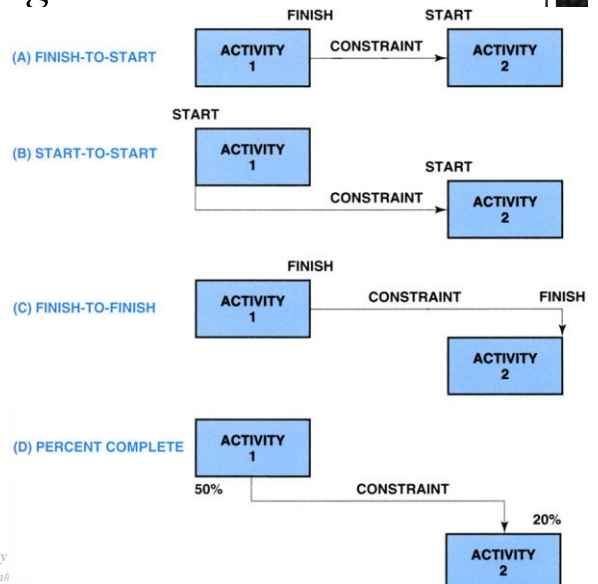 FINISH START
(A) FINISH-TO-START
ACTIVITY
1
CONSTRAINT
ACTIVITY
2
START
(B) START-TO-START
ACTIVITY
1
START
CONSTRAINT
ACTIVITY
2
FINISH
(C) FINISH-TO-FINISH
ACTIVITY
1
CONSTRAINT
FINISH
ACTIVITY
2
(D) PERCENT COMPLETE
ACTIVITY
1
50%
CONSTRAINT
20%
ACTIVITY
2